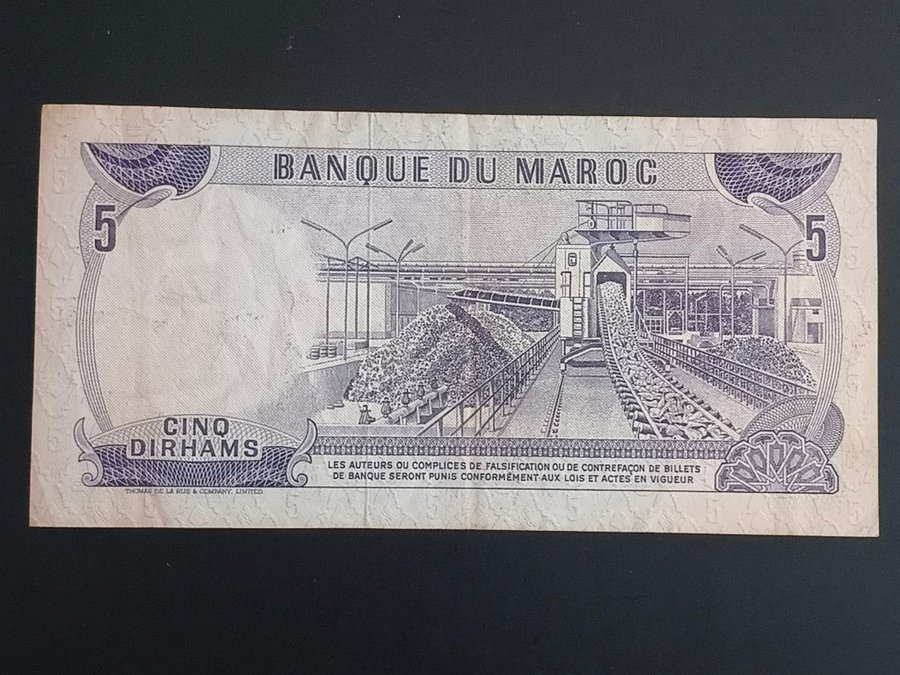 BANQUE DU MAROC
5
5
CINQ
DIRHAMS
LES AUTEURS OU COMPLICES DE FALSIFICATION OU DE CONTREFAÇON DE BILLETS
DE BANQUE SERONT PUNIS CONFORMÉMENT AUX LOIS ET ACTES EN VIGUEUR
THOMAS DE LA RUE & COMPANY, LIMITED.